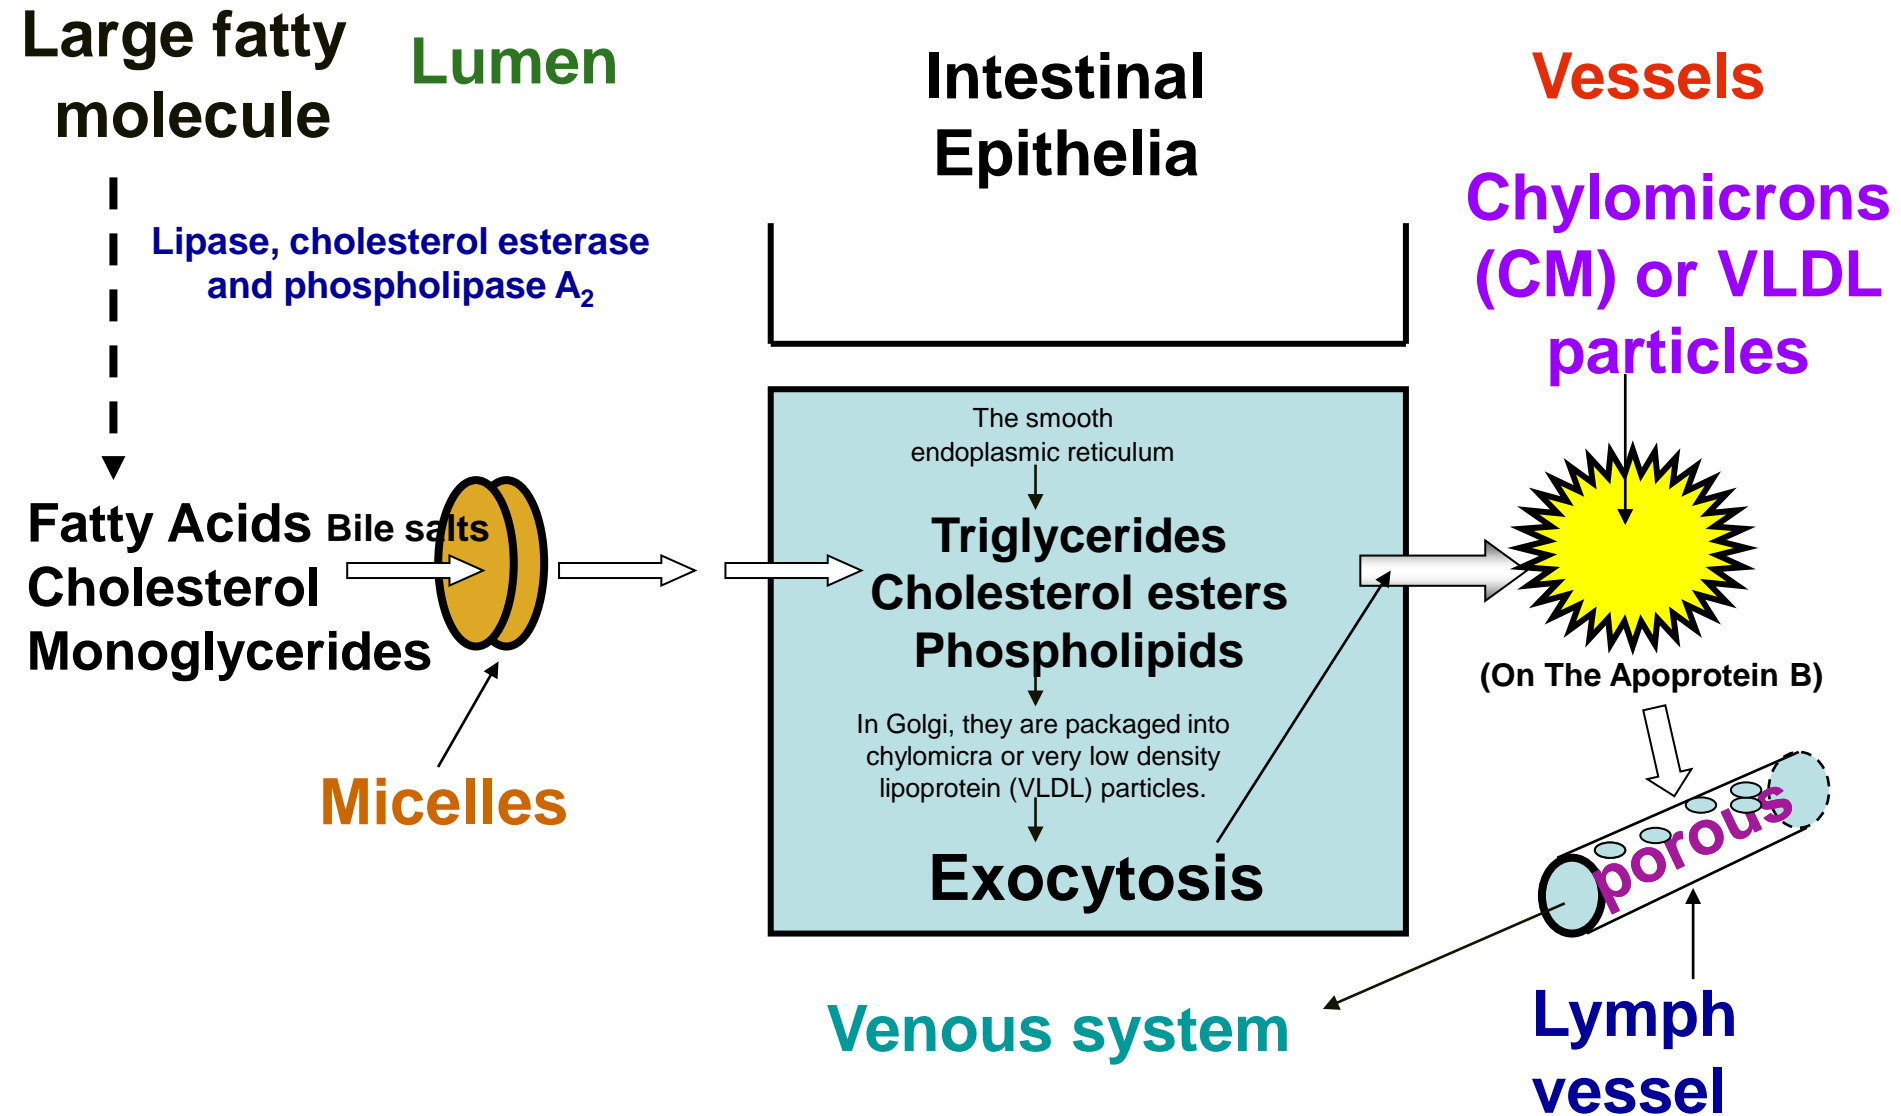 Large fatty
molecule
Lumen
Intestinal
Epithelia
Vessels
Lipase, cholesterol esterase
and phospholipase A₂
Chylomicrons
(CM) or VLDL
particles
The smooth
endoplasmic reticulum
Fatty Acids
Cholesterol
Monoglycerides
Bile salts
Triglycerides
Cholesterol esters
Phospholipids
(On The Apoprotein B)
In Golgi, they are packaged into
chylomicra or very low density
lipoprotein (VLDL) particles.
Micelles
Exocytosis
porous
Venous system
Lymph
vessel